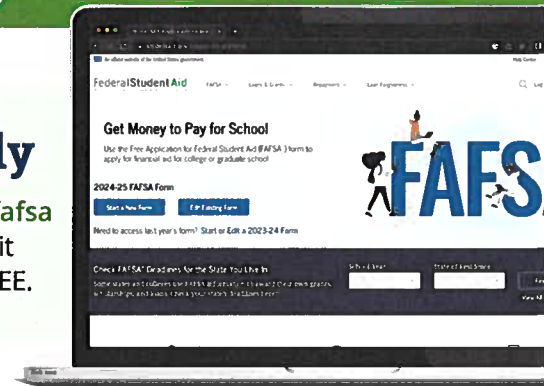 ly
afsa
it
EE.
An official website of the United States government
Help Center
FederalStudentAid
FAFSA
Loans & Grants
Repayment
Loan Forgiveness
Log
Get Money to Pay for School
Use the Free Application for Federal Student Aid (FAFSA ) form to
apply for financial aid for college or graduate school
2024-25 FAFSA Form
Start a New Form
Edit Existing Form
Need to access last year's form? Start or Edit a 2023-24 Form
FAFS
Check FAFSA® Deadlines for the State You Live In
School Year
State of Residence
View All